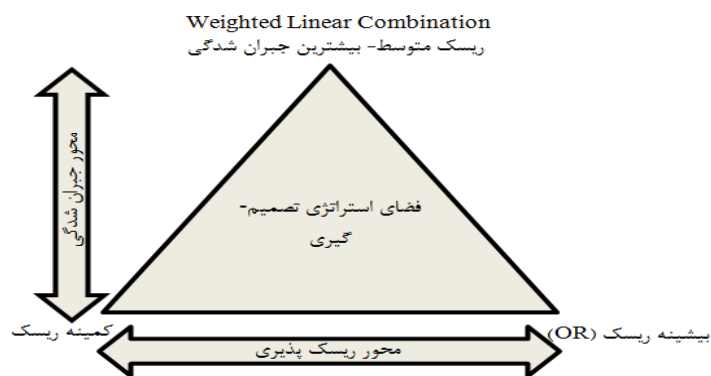 Weighted Linear Combination
ریسک متوسط- بیشترین جبران شدگی
محور جبران شدگی
فضای استراتژی تصمیم-
گیری
کمینه ریسک
بیشینه ریسک (OR)
محور ریسک پذیری